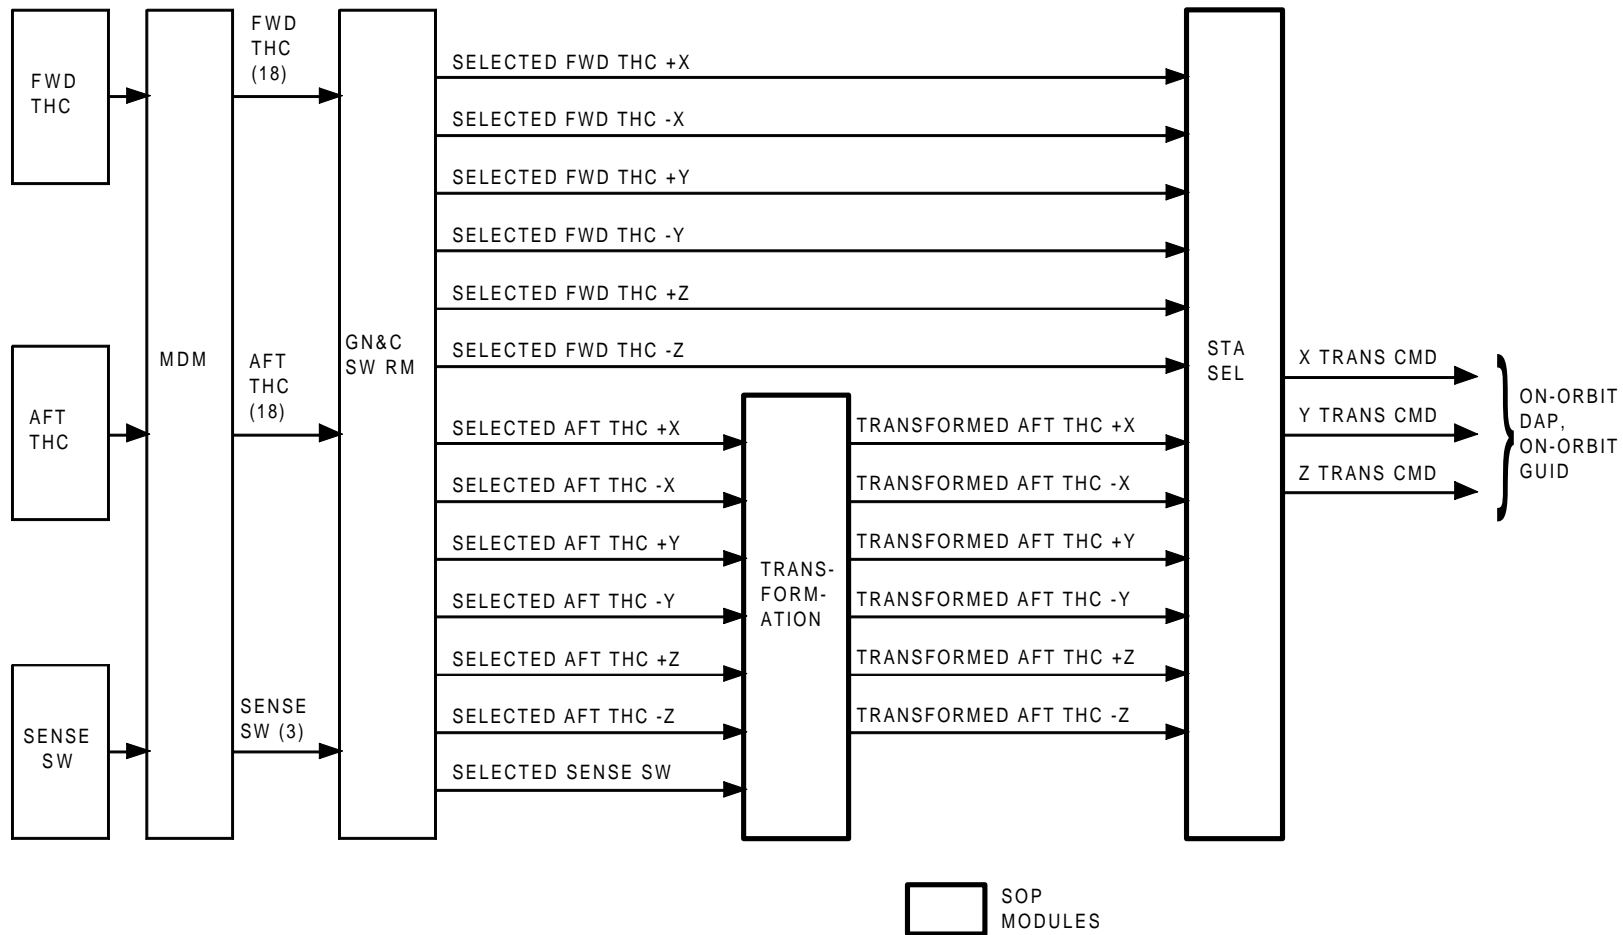 FWD
THC
AFT
THC
SENSE
SW
MDM
FWD
THC
(18)
AFT
THC
(18)
SENSE
SW (3)
GN&C
SW RM
SELECTED FWD THC +X
SELECTED FWD THC -X
SELECTED FWD THC +Y
SELECTED FWD THC -Y
SELECTED FWD THC +Z
SELECTED FWD THC -Z
SELECTED AFT THC +X
SELECTED AFT THC -X
SELECTED AFT THC +Y
SELECTED AFT THC -Y
SELECTED AFT THC +Z
SELECTED AFT THC -Z
SELECTED SENSE SW
TRANS-
FORM-
ATION
TRANSFORMED AFT THC +X
TRANSFORMED AFT THC -X
TRANSFORMED AFT THC +Y
TRANSFORMED AFT THC -Y
TRANSFORMED AFT THC +Z
TRANSFORMED AFT THC -Z
STA
SEL
X TRANS CMD
Y TRANS CMD
Z TRANS CMD
ON-ORBIT
DAP,
ON-ORBIT
GUID
SOP
MODULES